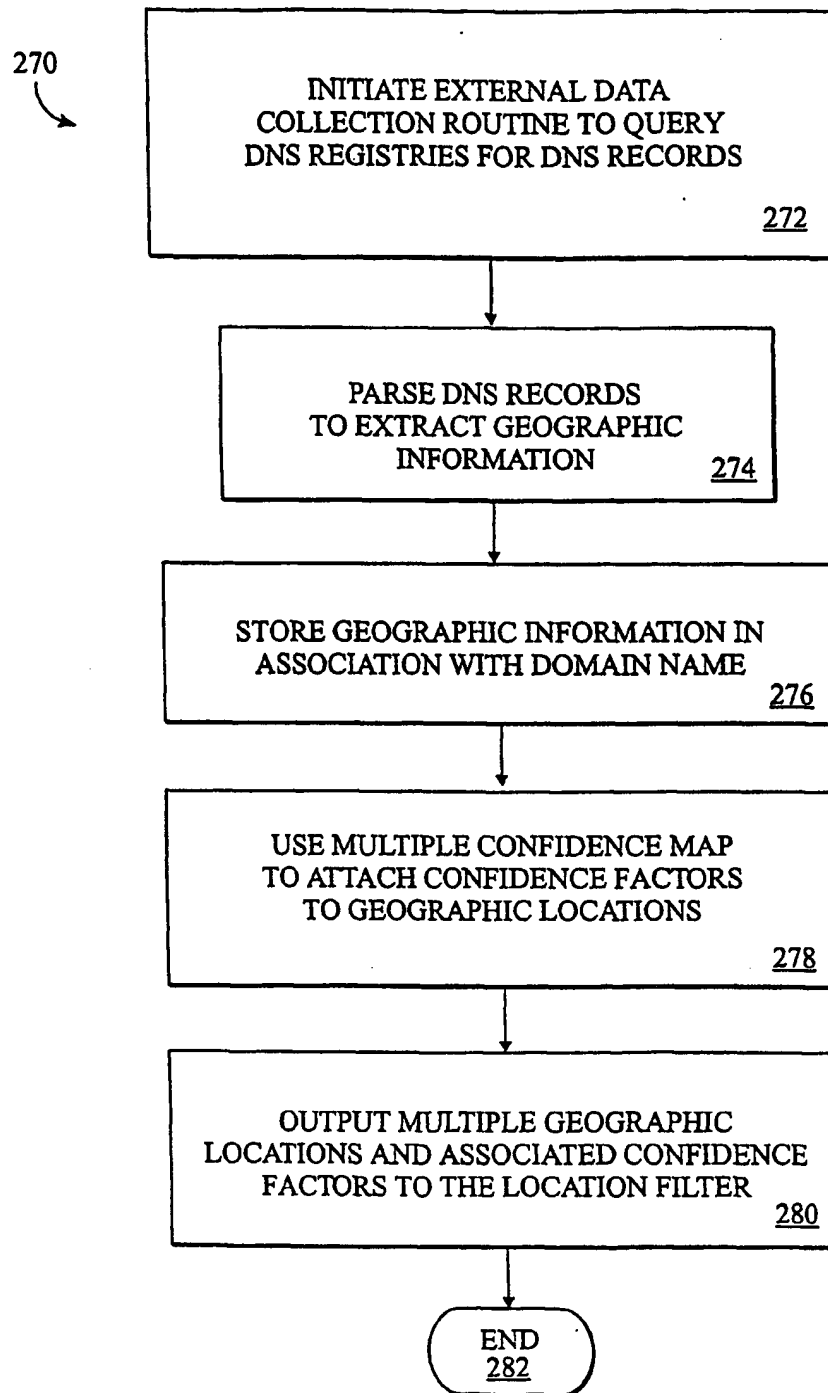 270
INITIATE EXTERNAL DATA
COLLECTION ROUTINE TO QUERY
DNS REGISTRIES FOR DNS RECORDS
272
PARSE DNS RECORDS
TO EXTRACT GEOGRAPHIC
INFORMATION
274
STORE GEOGRAPHIC INFORMATION IN
ASSOCIATION WITH DOMAIN NAME
276
USE MULTIPLE CONFIDENCE MAP
TO ATTACH CONFIDENCE FACTORS
TO GEOGRAPHIC LOCATIONS
278
OUTPUT MULTIPLE GEOGRAPHIC
LOCATIONS AND ASSOCIATED CONFIDENCE
FACTORS TO THE LOCATION FILTER
280
END
282